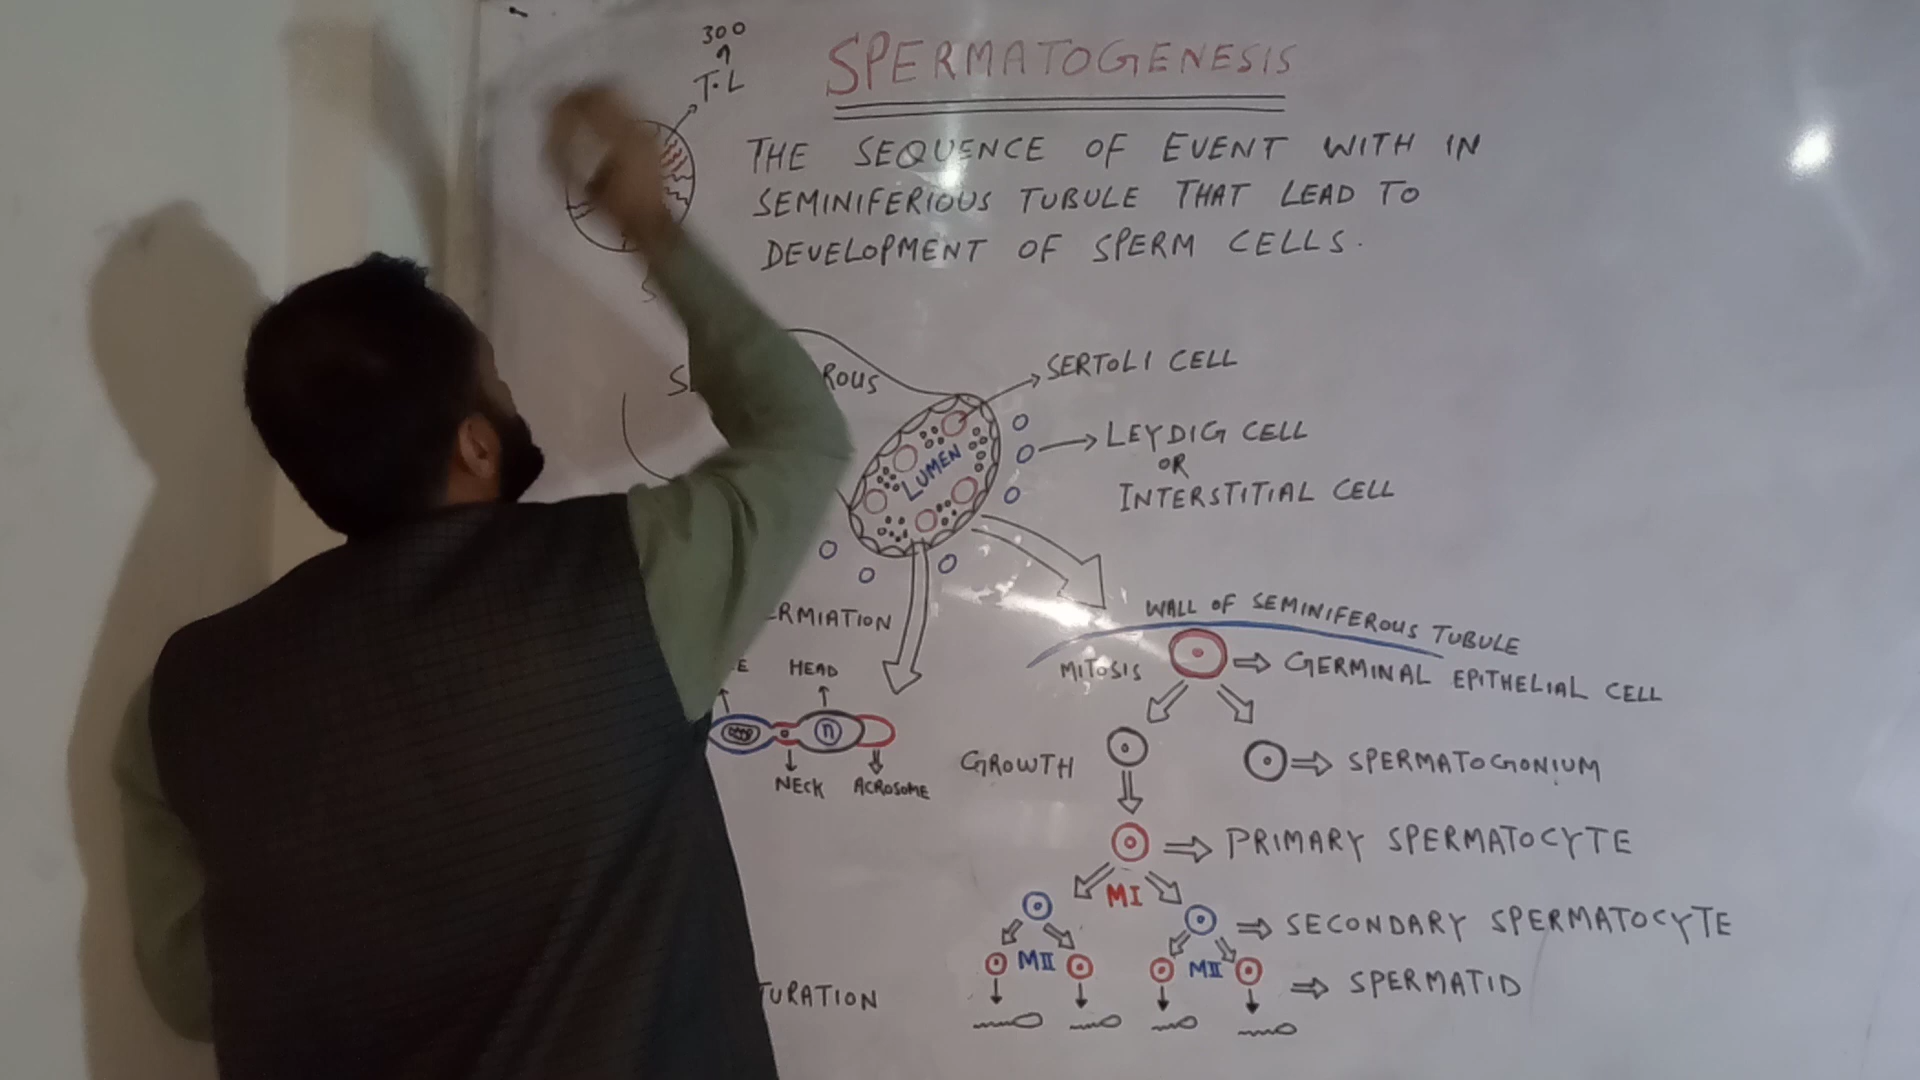 300
T.L
SPERMATOGENESIS
THE SEQUENCE OF EVENT WITH IN
SEMINIFERIOUS TUBULE THAT LEAD TO
DEVELOPMENT OF SPERM CELLS.
SERTOLI CELL
ROUS
LEYDIG CELL
OR
INTERSTITIAL CELL
LUMEN
WALL OF SEMINIFEROUS TUBULE
RMIATION
MITOSIS
GERMINAL EPITHELIAL CELL
E
HEAD
n
NECK
ACROSOME
GROWTH
SPERMATOGONIUM
PRIMARY SPERMATOCYTE
MI
SECONDARY SPERMATOCYTE
MII
MII
SPERMATID
TURATION